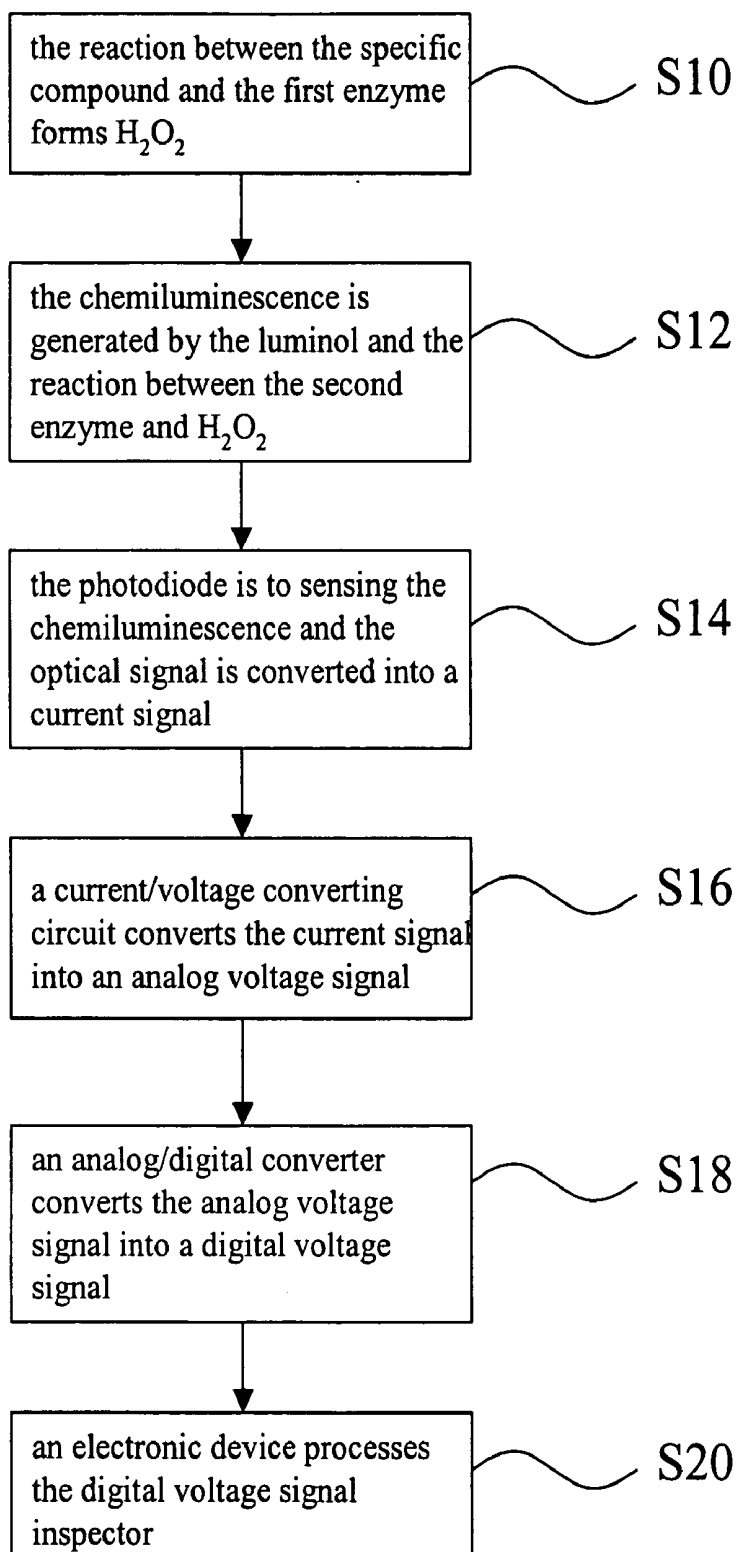 the reaction between the specific
compound and the first enzyme
forms H₂O₂
S10
the chemiluminescence is
generated by the luminol and the
reaction between the second
enzyme and H₂O₂
S12
the photodiode is to sensing the
chemiluminescence and the
optical signal is converted into a
current signal
S14
a current/voltage converting
circuit converts the current signal
into an analog voltage signal
S16
an analog/digital converter
converts the analog voltage
signal into a digital voltage
signal
S18
an electronic device processes
the digital voltage signal
inspector
S20